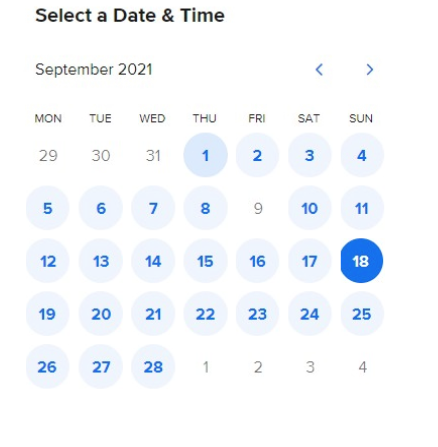 Select a Date & Time
September 2021
MON TUE WED THU FRI SAT SUN
29 30 31 1 2 3 4
5 6 7 8 9 10 11
12 13 14 15 16 17 18
19 20 21 22 23 24 25
26 27 28 1 2 3 4